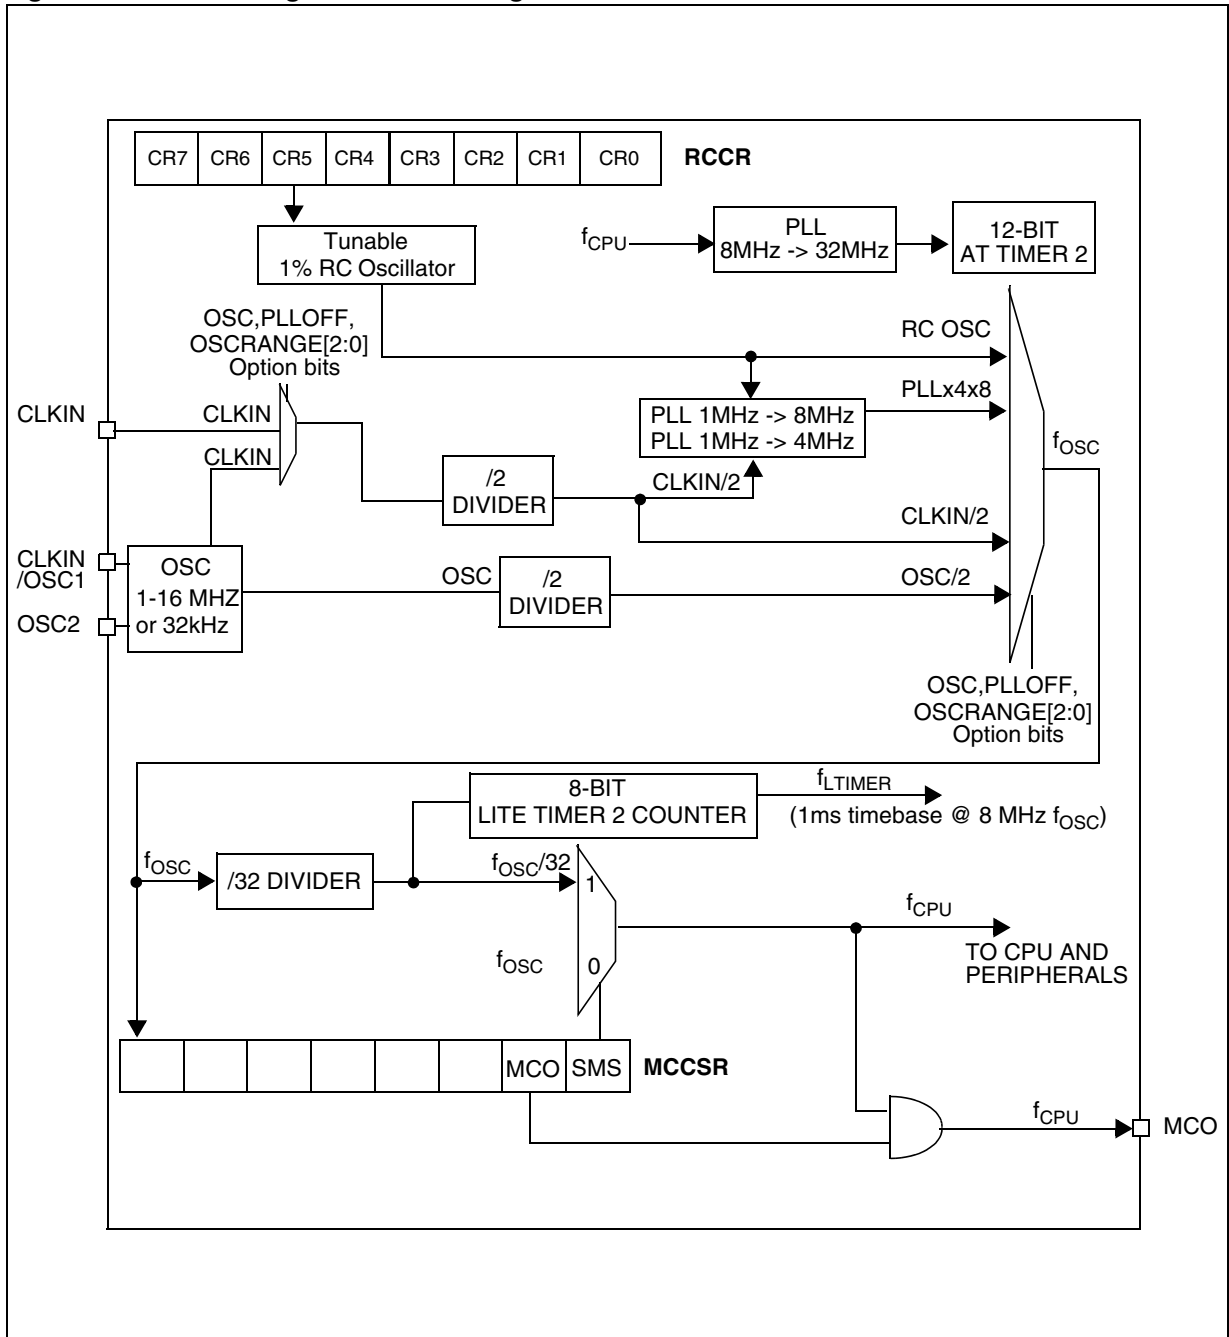 CR7 CR6 CR5 CR4 CR3 CR2 CR1 CR0 RCCR
Tunable
1% RC Oscillator
fCPU
PLL
8MHz -> 32MHz
12-BIT
AT TIMER 2
OSC,PLLOFF,
OSCRANGE[2:0]
Option bits
RC OSC
CLKIN
CLKIN
CLKIN
PLL 1MHz -> 8MHz
PLL 1MHz -> 4MHz
PLLx4x8
fOSC
/2
DIVIDER
CLKIN/2
CLKIN/2
CLKIN
/OSC1
OSC2
OSC
1-16 MHZ
or 32kHz
OSC
/2
DIVIDER
OSC/2
OSC,PLLOFF,
OSCRANGE[2:0]
Option bits
8-BIT
LITE TIMER 2 COUNTER
fLTIMER
(1ms timebase @ 8 MHz fOSC)
fOSC
/32 DIVIDER
fOSC/32
1
fOSC
0
fCPU
TO CPU AND
PERIPHERALS
MCO SMS MCCSR
fCPU
MCO